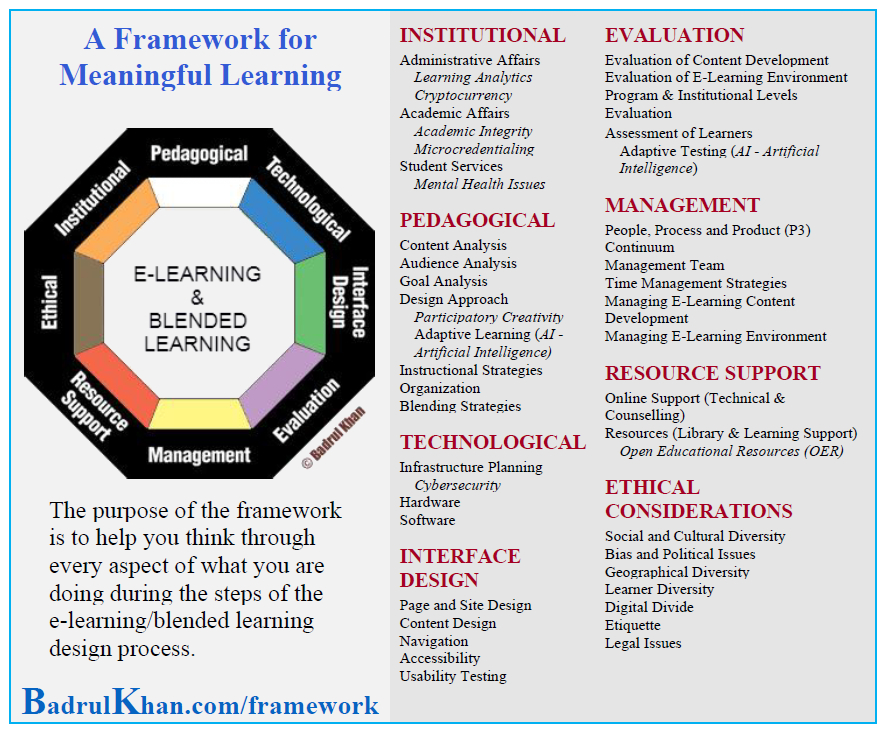 A Framework for
Meaningful Learning
Pedagogical
Technological
Interface
Design
Evaluation
Management
Resource
Support
Ethical
Institutional
E-LEARNING
&
BLENDED
LEARNING
© Badrul Khan
The purpose of the framework
is to help you think through
every aspect of what you are
doing during the steps of the
e-learning/blended learning
design process.
BadrulKhan.com/framework
INSTITUTIONAL
Administrative Affairs
Learning Analytics
Cryptocurrency
Academic Affairs
Academic Integrity
Microcredentialing
Student Services
Mental Health Issues
PEDAGOGICAL
Content Analysis
Audience Analysis
Goal Analysis
Design Approach
Participatory Creativity
Adaptive Learning (AI -
Artificial Intelligence)
Instructional Strategies
Organization
Blending Strategies
TECHNOLOGICAL
Infrastructure Planning
Cybersecurity
Hardware
Software
INTERFACE
DESIGN
Page and Site Design
Content Design
Navigation
Accessibility
Usability Testing
EVALUATION
Evaluation of Content Development
Evaluation of E-Learning Environment
Program & Institutional Levels
Evaluation
Assessment of Learners
Adaptive Testing (AI - Artificial
Intelligence)
MANAGEMENT
People, Process and Product (P3)
Continuum
Management Team
Time Management Strategies
Managing E-Learning Content
Development
Managing E-Learning Environment
RESOURCE SUPPORT
Online Support (Technical &
Counselling)
Resources (Library & Learning Support)
Open Educational Resources (OER)
ETHICAL
CONSIDERATIONS
Social and Cultural Diversity
Bias and Political Issues
Geographical Diversity
Learner Diversity
Digital Divide
Etiquette
Legal Issues